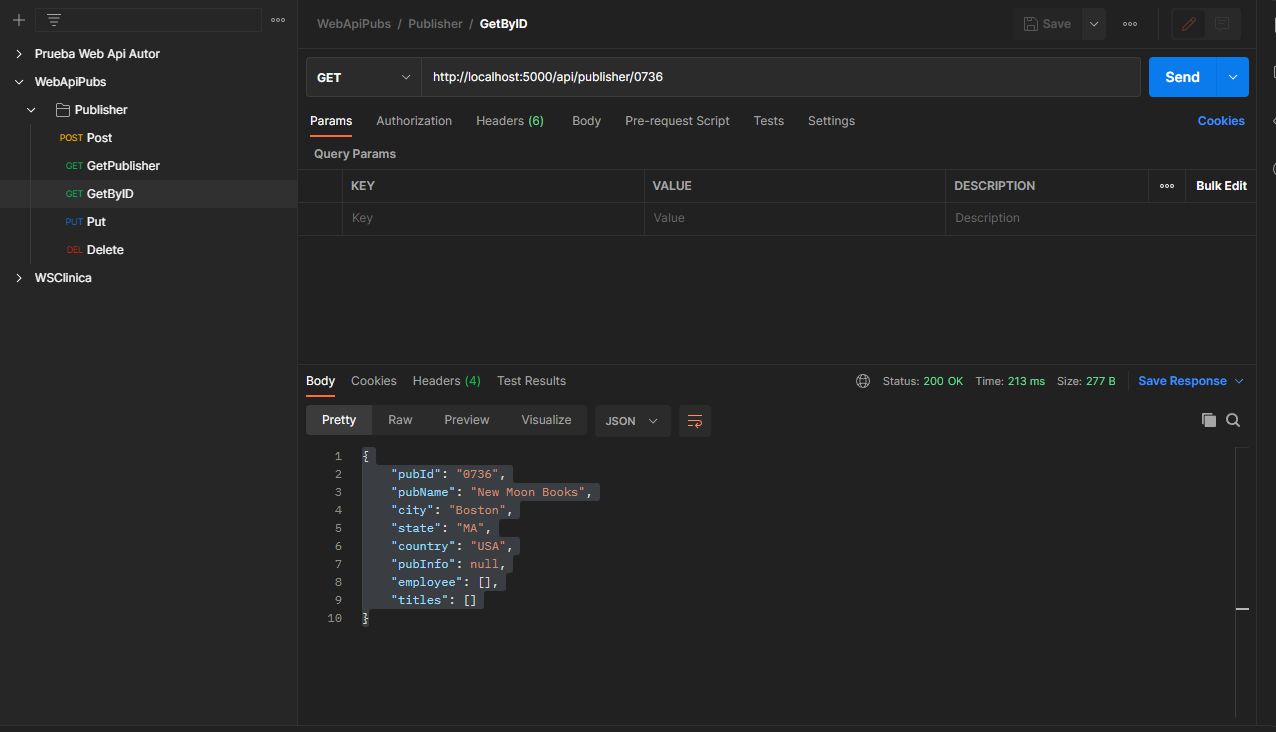 Prueba Web Api Autor
WebApiPubs
Publisher
POST Post
GET GetPublisher
GET GetByID
PUT Put
DEL Delete
WSClinica
WebApiPubs / Publisher / GetByID
Save
GET http://localhost:5000/api/publisher/0736 Send
Params Authorization Headers (6) Body Pre-request Script Tests Settings Cookies
Query Params
KEY VALUE DESCRIPTION Bulk Edit
Key Value Description
Body Cookies Headers (4) Test Results Status: 200 OK Time: 213 ms Size: 277 B Save Response
Pretty Raw Preview Visualize JSON
1 {
2 "pubId": "0736",
3 "pubName": "New Moon Books",
4 "city": "Boston",
5 "state": "MA",
6 "country": "USA",
7 "pubInfo": null,
8 "employee": [],
9 "titles": []
10 }